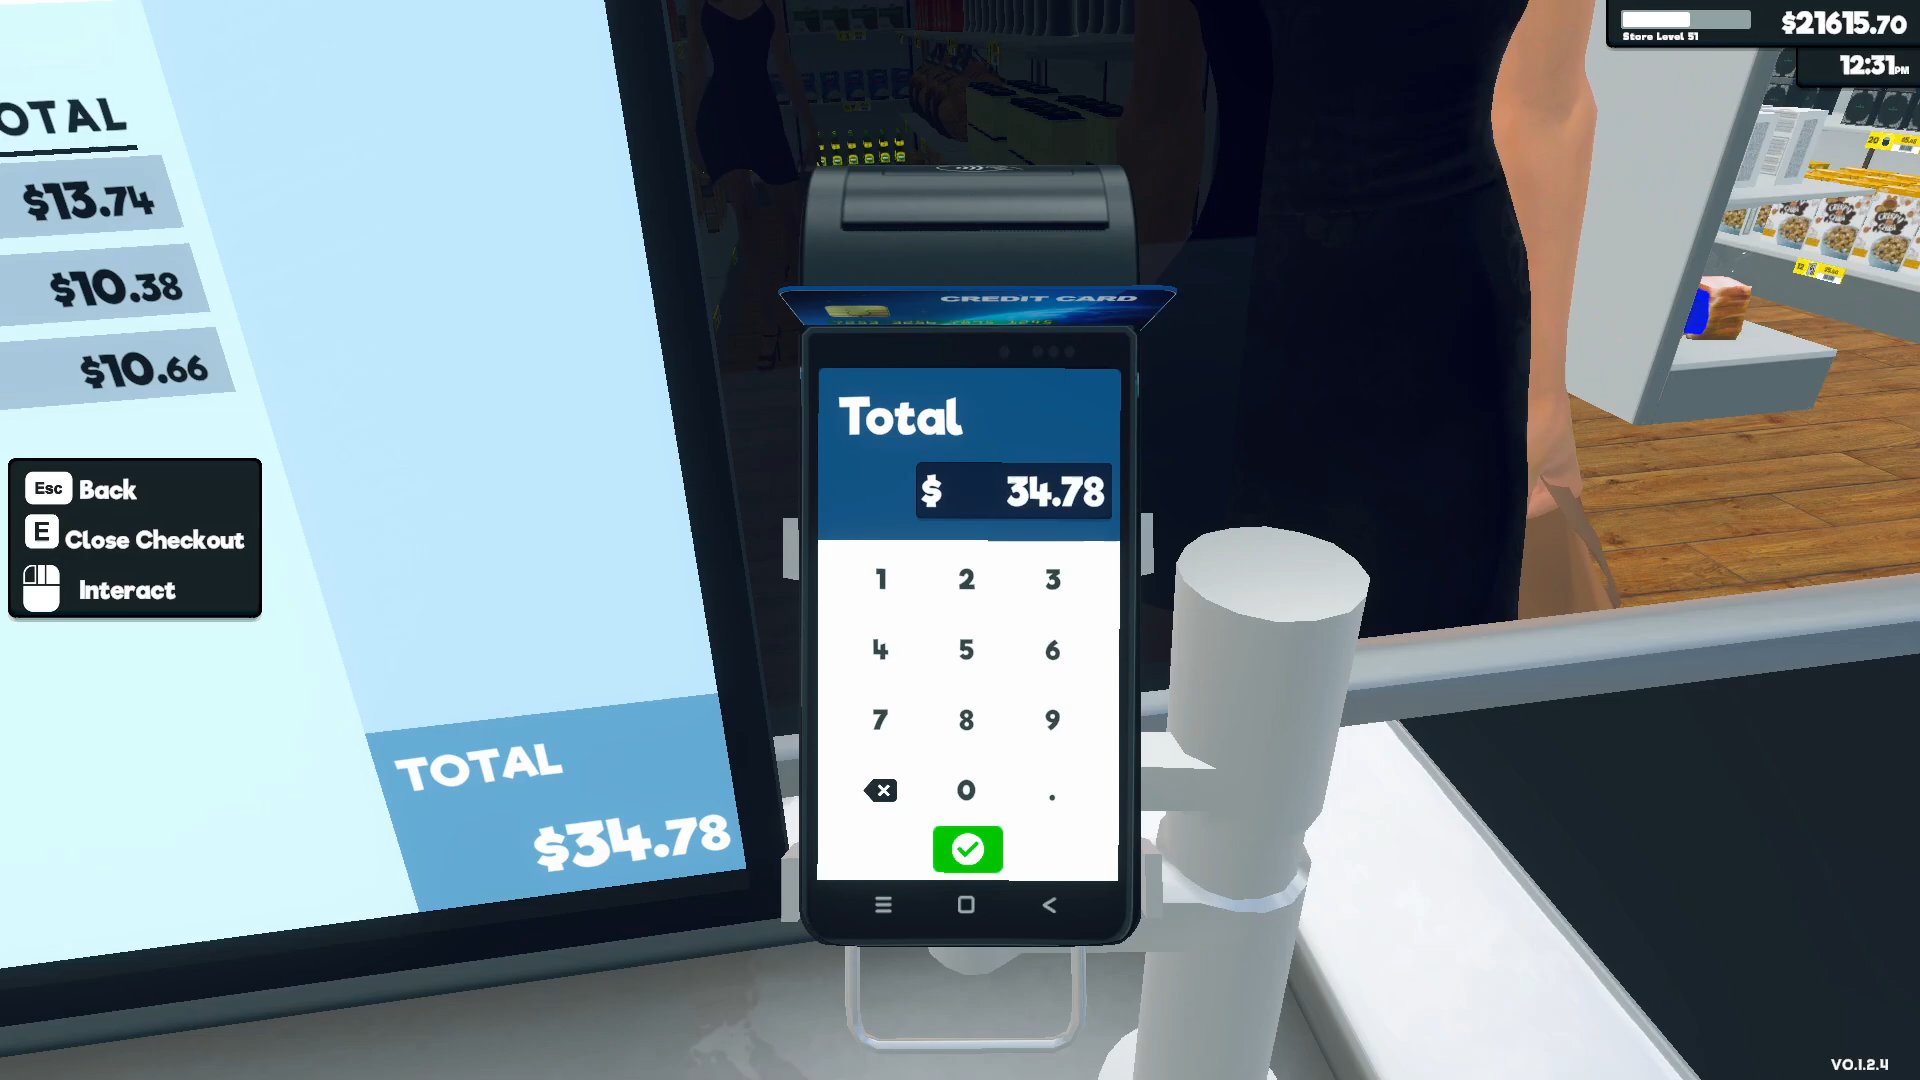 $21615.70
Store Level 51
12:31PM
OTAL
$13.74
$10.38
$10.66
CREDIT CARD
Total
$ 34.78
Esc Back
E Close Checkout
Interact
1 2 3
4 5 6
7 8 9
0 .
TOTAL
$34.78
V0.1.2.4